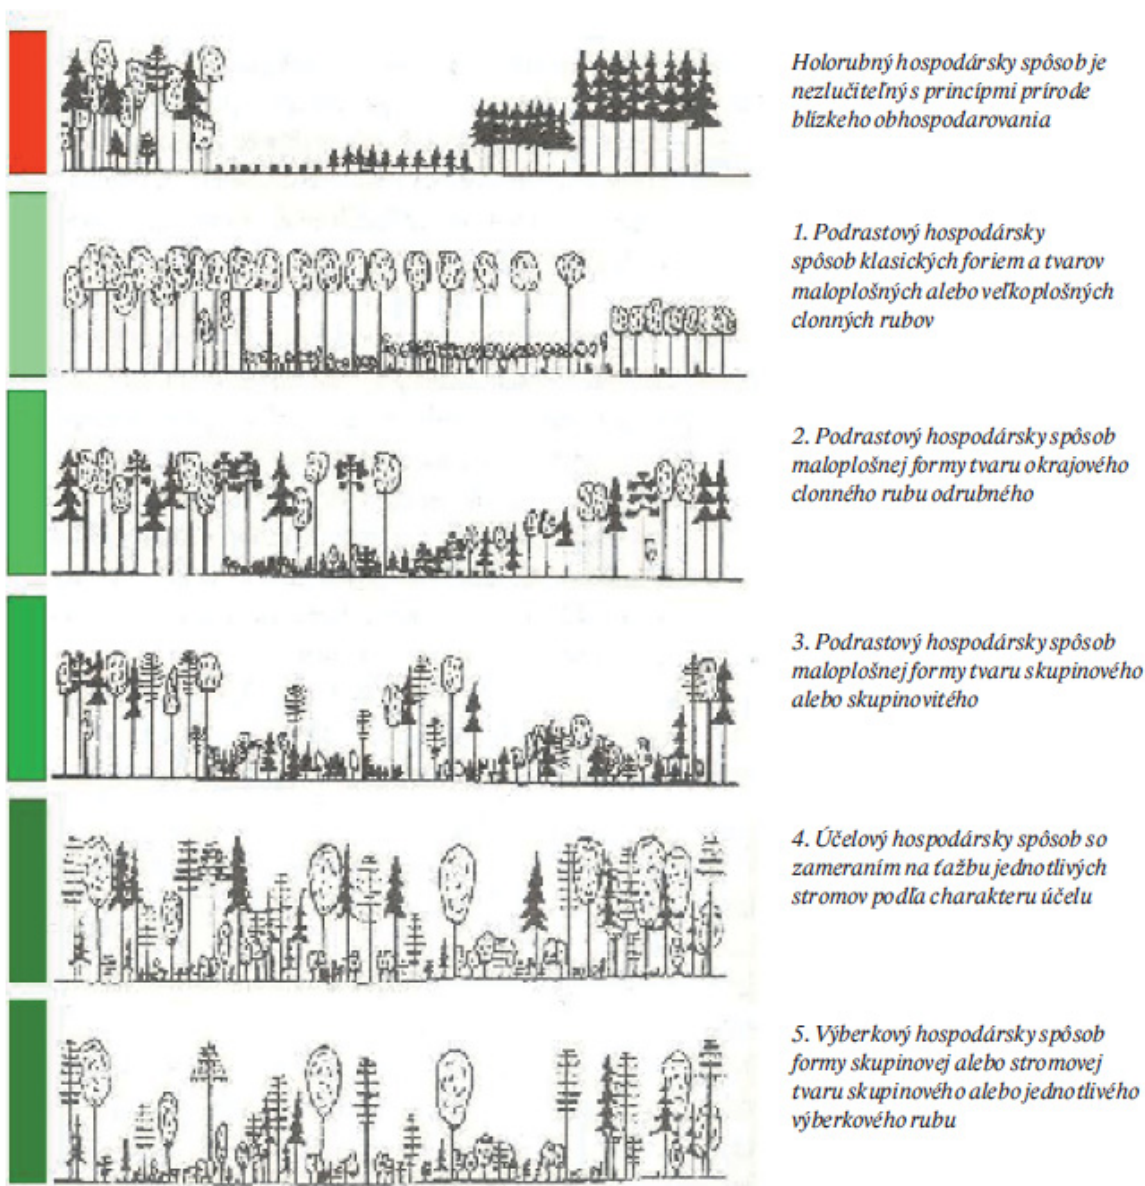 Holorubný hospodársky spôsob je
nezlučiteľný s princípmi prírode
blízkeho obhospodarovania
1. Podrastový hospodársky
spôsob klasických foriem a tvarov
maloplošných alebo veľkoplošných
clonných rubov
2. Podrastový hospodársky spôsob
maloplošnej formy tvaru okrajového
clonného rubu odrubného
3. Podrastový hospodársky spôsob
maloplošnej formy tvaru skupinového
alebo skupinovitého
4. Účelový hospodársky spôsob so
zameraním na ťažbu jednotlivých
stromov podľa charakteru účelu
5. Výberkový hospodársky spôsob
formy skupinovej alebo stromovej
tvaru skupinového alebo jednotlivého
výberkového rubu